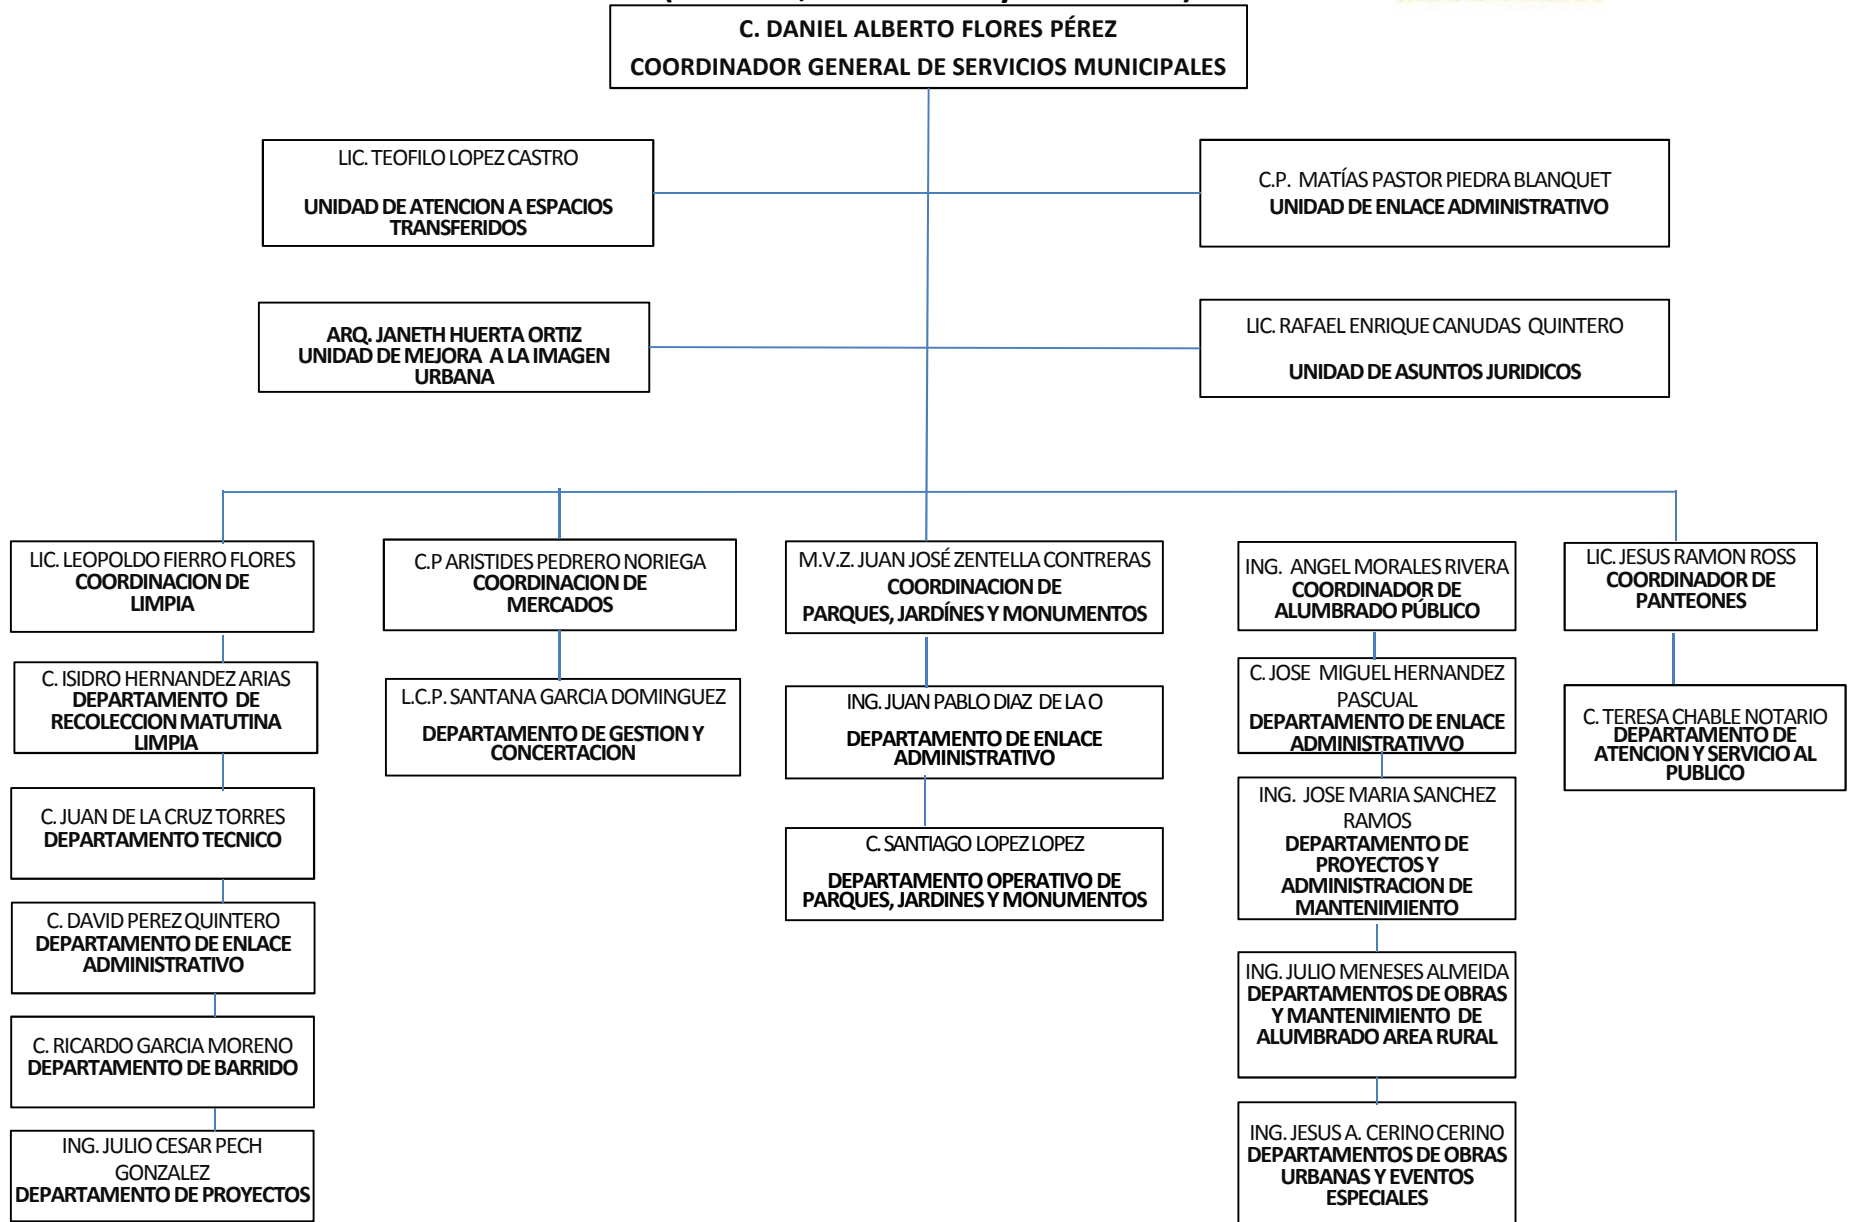 C. DANIEL ALBERTO FLORES PÉREZ
COORDINADOR GENERAL DE SERVICIOS MUNICIPALES
LIC. TEOFILO LOPEZ CASTRO
UNIDAD DE ATENCION A ESPACIOS
TRANSFERIDOS
C.P. MATÍAS PASTOR PIEDRA BLANQUET
UNIDAD DE ENLACE ADMINISTRATIVO
ARQ. JANETH HUERTA ORTIZ
UNIDAD DE MEJORA A LA IMAGEN
URBANA
LIC. RAFAEL ENRIQUE CANUDAS QUINTERO
UNIDAD DE ASUNTOS JURIDICOS
LIC. LEOPOLDO FIERRO FLORES
COORDINACION DE
LIMPIA
C. ISIDRO HERNANDEZ ARIAS
DEPARTAMENTO DE
RECOLECCION MATUTINA
LIMPIA
C. JUAN DE LA CRUZ TORRES
DEPARTAMENTO TECNICO
C. DAVID PEREZ QUINTERO
DEPARTAMENTO DE ENLACE
ADMINISTRATIVO
C. RICARDO GARCIA MORENO
DEPARTAMENTO DE BARRIDO
ING. JULIO CESAR PECH
GONZALEZ
DEPARTAMENTO DE PROYECTOS
C.P ARISTIDES PEDRERO NORIEGA
COORDINACION DE
MERCADOS
L.C.P. SANTANA GARCIA DOMINGUEZ
DEPARTAMENTO DE GESTION Y
CONCERTACION
M.V.Z. JUAN JOSÉ ZENTELLA CONTRERAS
COORDINACION DE
PARQUES, JARDÍNES Y MONUMENTOS
ING. JUAN PABLO DIAZ DE LA O
DEPARTAMENTO DE ENLACE
ADMINISTRATIVO
C. SANTIAGO LOPEZ LOPEZ
DEPARTAMENTO OPERATIVO DE
PARQUES, JARDINES Y MONUMENTOS
ING. ANGEL MORALES RIVERA
COORDINADOR DE
ALUMBRADO PÚBLICO
C. JOSE MIGUEL HERNANDEZ
PASCUAL
DEPARTAMENTO DE ENLACE
ADMINISTRATIVVO
ING. JOSE MARIA SANCHEZ
RAMOS
DEPARTAMENTO DE
PROYECTOS Y
ADMINISTRACION DE
MANTENIMIENTO
ING. JULIO MENESES ALMEIDA
DEPARTAMENTOS DE OBRAS
Y MANTENIMIENTO DE
ALUMBRADO AREA RURAL
ING. JESUS A. CERINO CERINO
DEPARTAMENTOS DE OBRAS
URBANAS Y EVENTOS
ESPECIALES
LIC. JESUS RAMON ROSS
COORDINADOR DE
PANTEONES
C. TERESA CHABLE NOTARIO
DEPARTAMENTO DE
ATENCION Y SERVICIO AL
PUBLICO